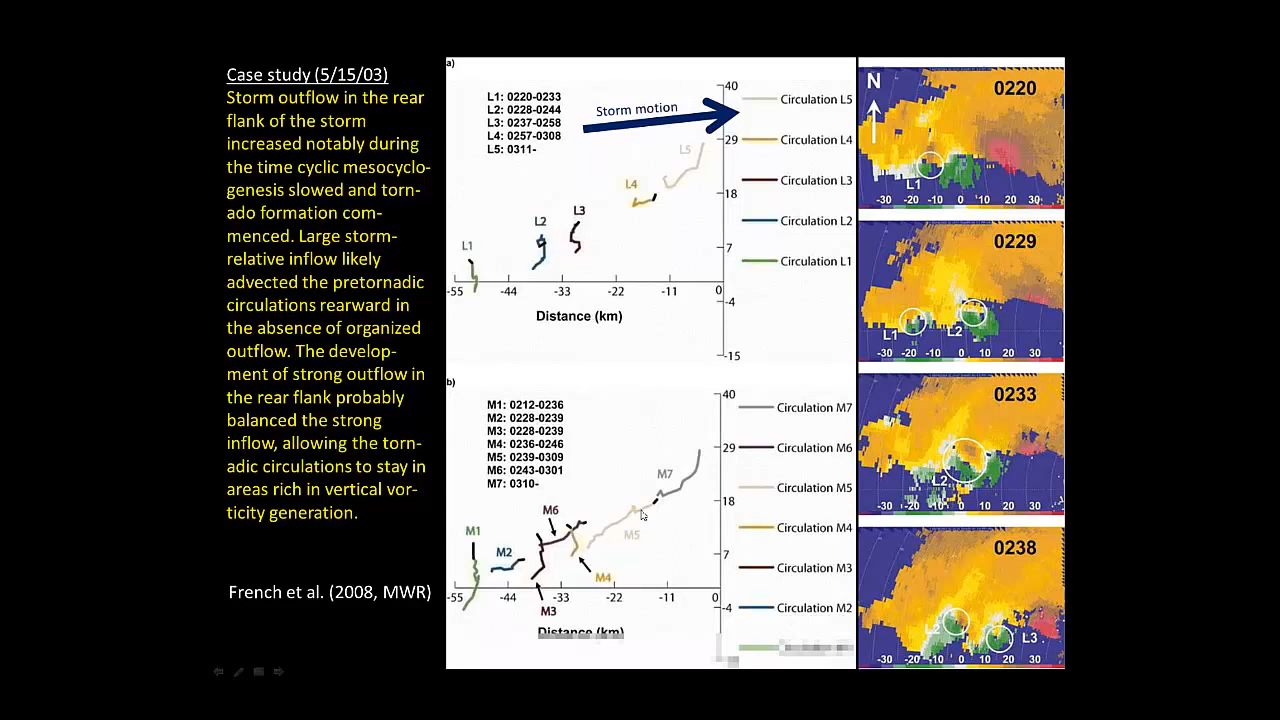 Case study (5/15/03)
Storm outflow in the rear
flank of the storm
increased notably during
the time cyclic mesocyclo-
genesis slowed and torn-
ado formation com-
menced. Large storm-
relative inflow likely
advected the pretornadic
circulations rearward in
the absence of organized
outflow. The develop-
ment of strong outflow in
the rear flank probably
balanced the strong
inflow, allowing the torn-
adic circulations to stay in
areas rich in vertical vor-
ticity generation.
French et al. (2008, MWR)
a)
L1: 0220-0233
L2: 0228-0244
L3: 0237-0258
L4: 0257-0308
L5: 0311-
Storm motion
40
29
18
7
-4
-15
L5
L4
L3
L2
L1
-55 -44 -33 -22 -11 0
Distance (km)
Circulation L5
Circulation L4
Circulation L3
Circulation L2
Circulation L1
b)
M1: 0212-0236
M2: 0228-0239
M3: 0228-0239
M4: 0236-0246
M5: 0239-0309
M6: 0243-0301
M7: 0310-
40
29
18
7
-4
M7
M6
M5
M1
M2
M4
M3
-55 -44 -33 -22 -11 0
Distance (km)
Circulation M7
Circulation M6
Circulation M5
Circulation M4
Circulation M3
Circulation M2
N
0220
L1
-30 -20 -10 0 10 20 30
0229
L1
L2
-30 -20 -10 0 10 20 30
0233
L2
-30 -20 -10 0 10 20 30
0238
L2
L3
-30 -20 -10 0 10 20 30